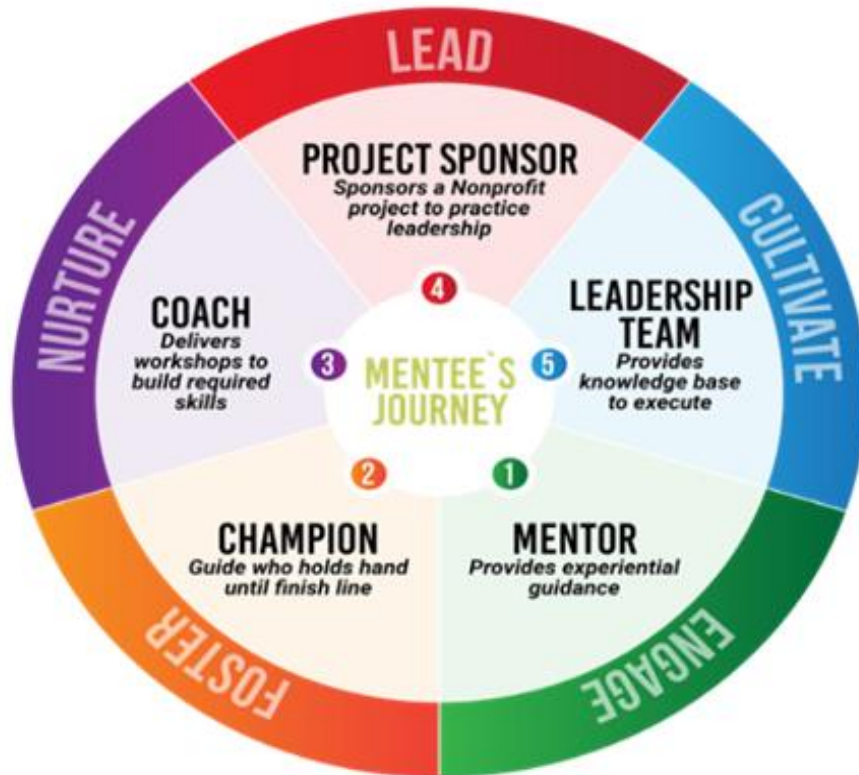 LEAD
PROJECT SPONSOR
Sponsors a Nonprofit
project to practice
leadership
4
CULTIVATE
LEADERSHIP
TEAM
Provides
knowledge base
to execute
5
ENGAGE
MENTOR
Provides experiential
guidance
1
FOSTER
CHAMPION
Guide who holds hand
until finish line
2
NURTURE
COACH
Delivers
workshops to
build required
skills
3
MENTEE`S
JOURNEY